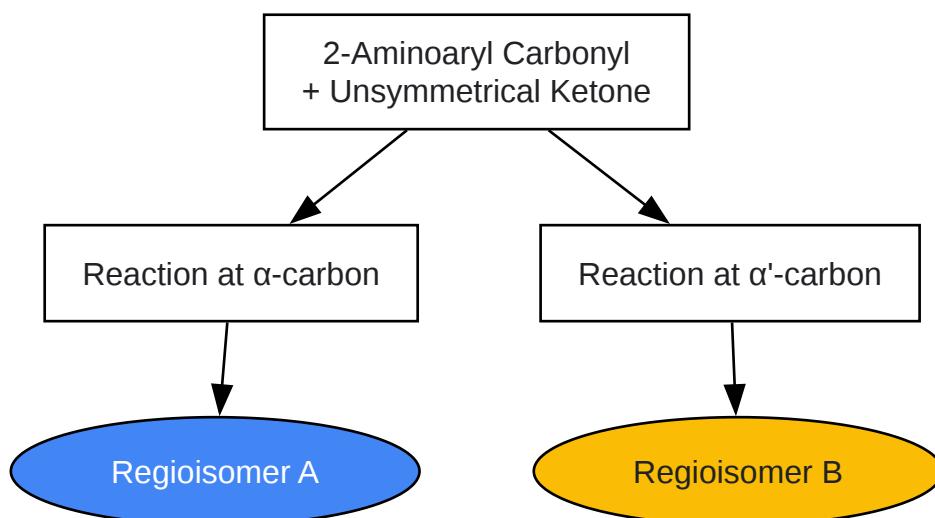 2-Aminoaryl Carbonyl
+ Unsymmetrical Ketone
Reaction at α-carbon
Reaction at α'-carbon
Regioisomer A
Regioisomer B